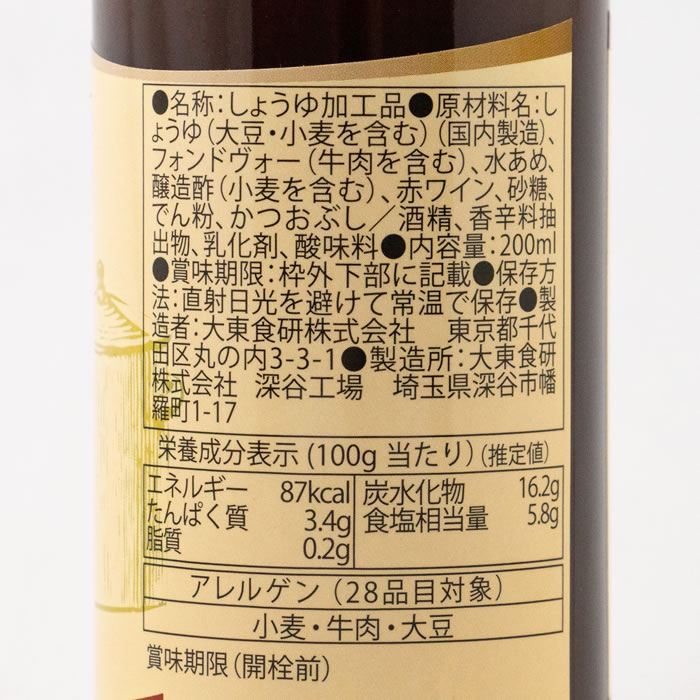 ●名称:しょうゆ加工品●原材料名:し
ょうゆ(大豆・小麦を含む)(国内製造)、
フォンドヴォー(牛肉を含む)、水あめ、
醸造酢(小麦を含む)、赤ワイン、砂糖、
でん粉、かつおぶし／酒精、香辛料抽
出物、乳化剤、酸味料●内容量:200ml
●賞味期限:枠外下部に記載●保存方
法:直射日光を避けて常温で保存●製
造者:大東食研株式会社 東京都千代
田区丸の内3-3-1●製造所:大東食研
株式会社 深谷工場 埼玉県深谷市幡
羅町1-17
栄養成分表示(100g 当たり)(推定値)
エネルギー 87kcal 炭水化物 16.2g
たんぱく質 3.4g 食塩相当量 5.8g
脂質 0.2g
アレルゲン(28品目対象)
小麦・牛肉・大豆
賞味期限(開栓前)